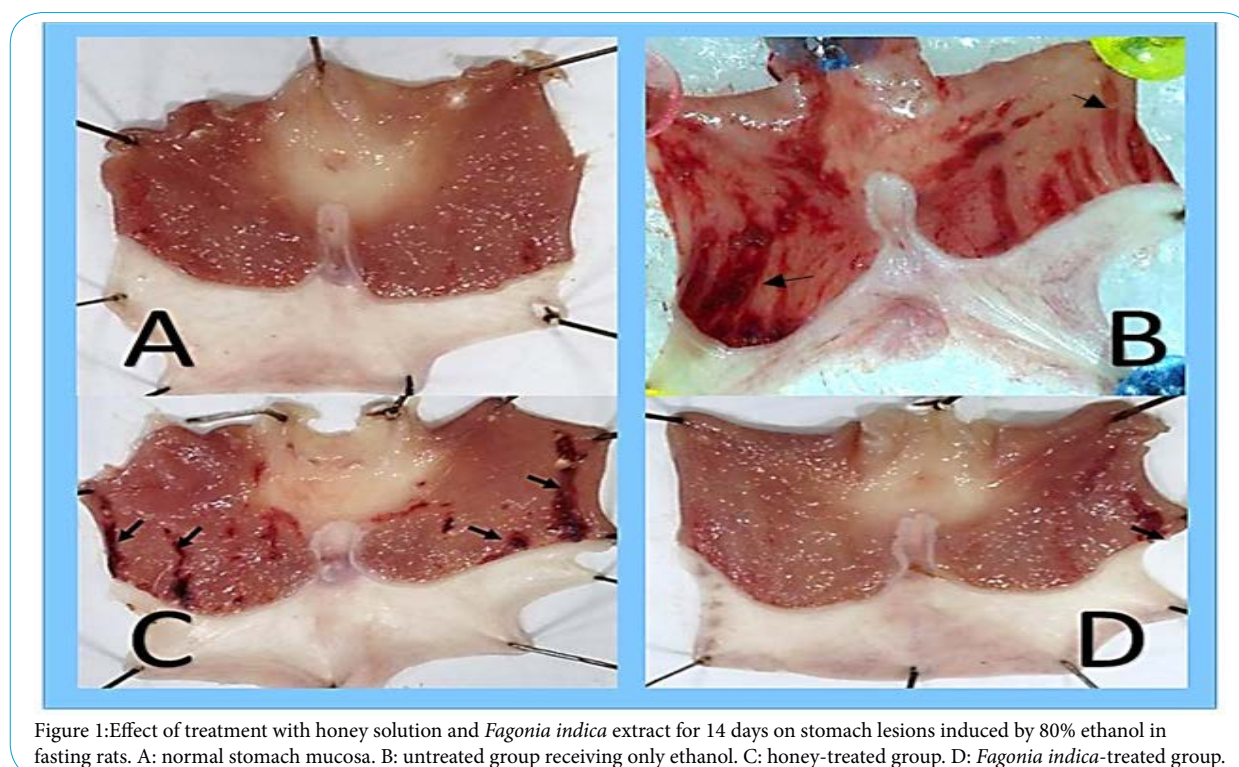 A
B
C
D
Figure 1:Effect of treatment with honey solution and Fagonia indica extract for 14 days on stomach lesions induced by 80% ethanol in
fasting rats. A: normal stomach mucosa. B: untreated group receiving only ethanol. C: honey-treated group. D: Fagonia indica-treated group.